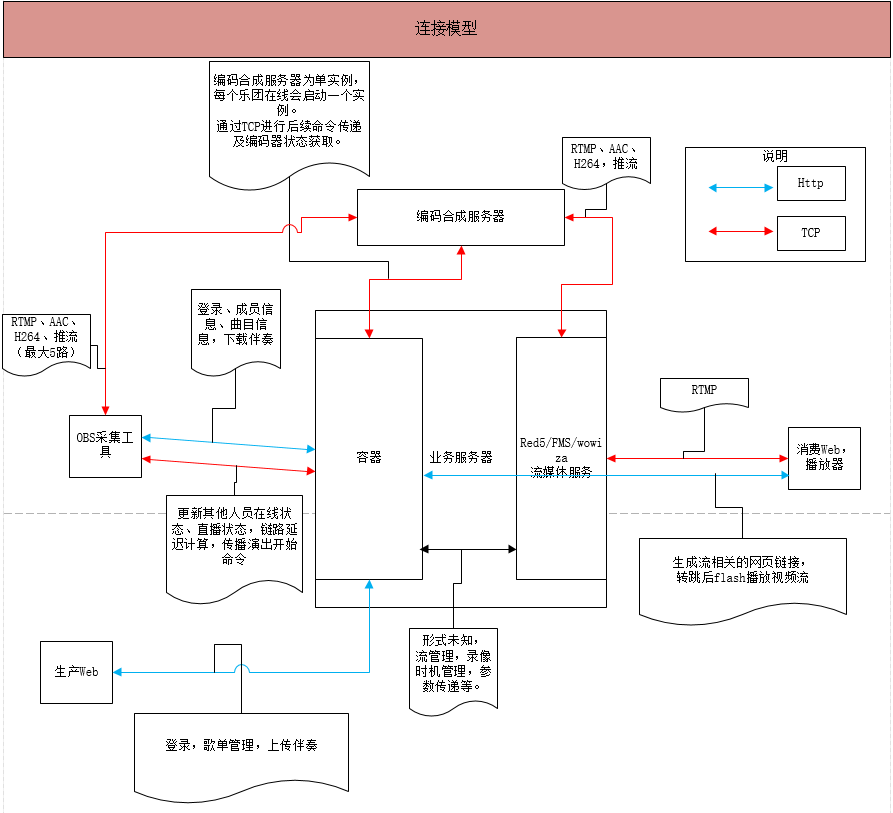 连接模型
编码合成服务器为单实例，
每个乐团在线会启动一个实
例。
通过TCP进行后续命令传递
及编码器状态获取。
RTMP、AAC、
H264，推流
说明
Http
TCP
编码合成服务器
登录、成员信
息、曲目信
息，下载伴奏
RTMP、AAC、
H264、推流
（最大5路）
RTMP
OBS采集工
具
容器
业务服务器
Red5/FMS/wowi
za
流媒休服务
消费Web，
播放器
更新其他人员在线状
态、直播状态，链路延
迟计算，传播演出开始
命令
生成流相关的网页链接，
转跳后flash播放视频流
形式未知，
流管理，录像
时机管理，参
数传递等。
生产Web
登录，歌单管理，上传伴奏